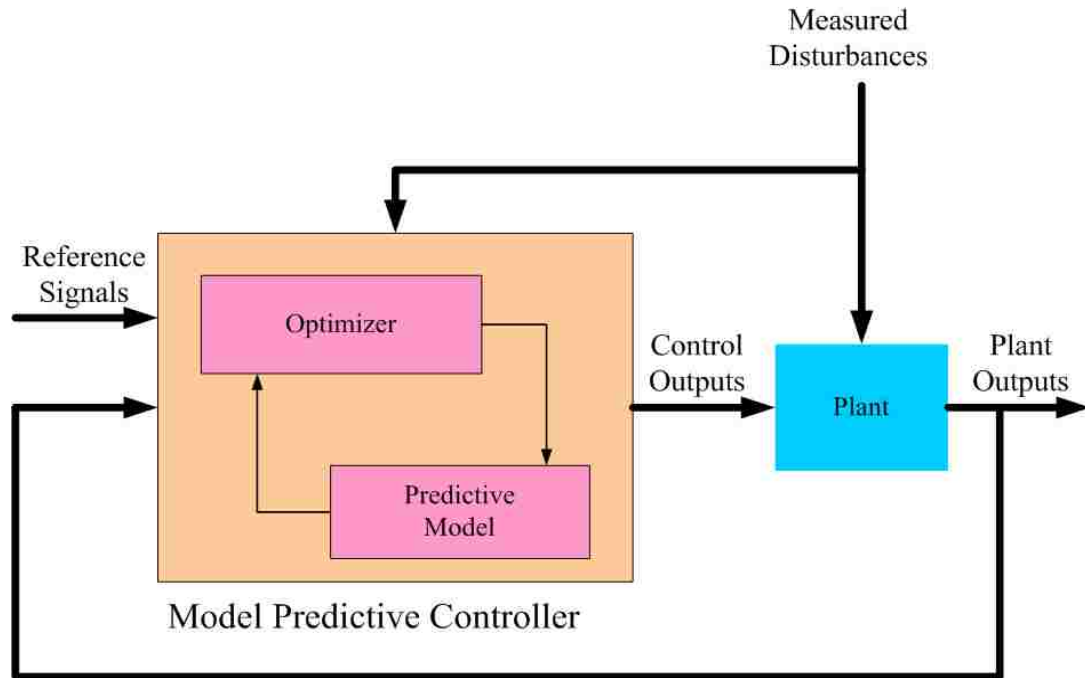 Measured
Disturbances
Reference
Signals
Optimizer
Control
Outputs
Plant
Outputs
Plant
Predictive
Model
Model Predictive Controller